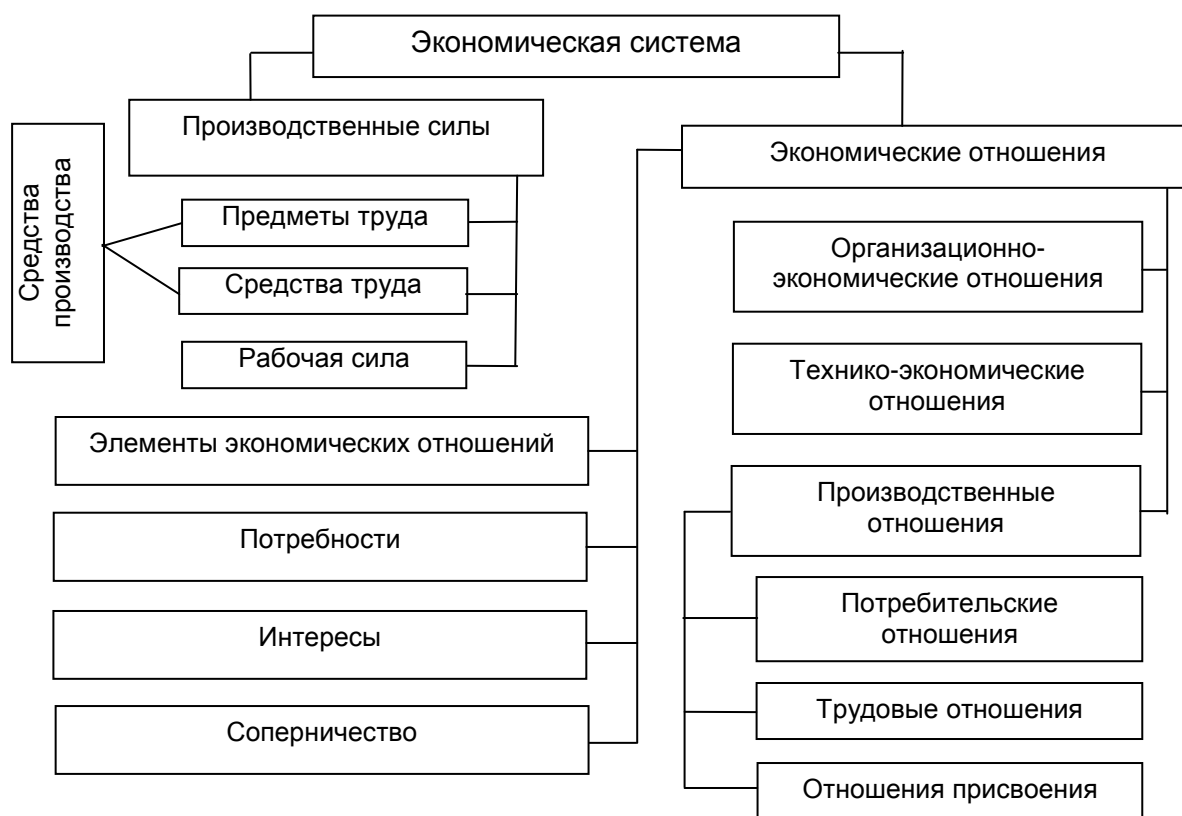 Экономическая система
Производственные силы
Экономические отношения
Средства
производства
Предметы труда
Средства труда
Рабочая сила
Организационно-
экономические отношения
Технико-экономические
отношения
Элементы экономических отношений
Производственные
отношения
Потребности
Потребительские
отношения
Интересы
Трудовые отношения
Соперничество
Отношения присвоения